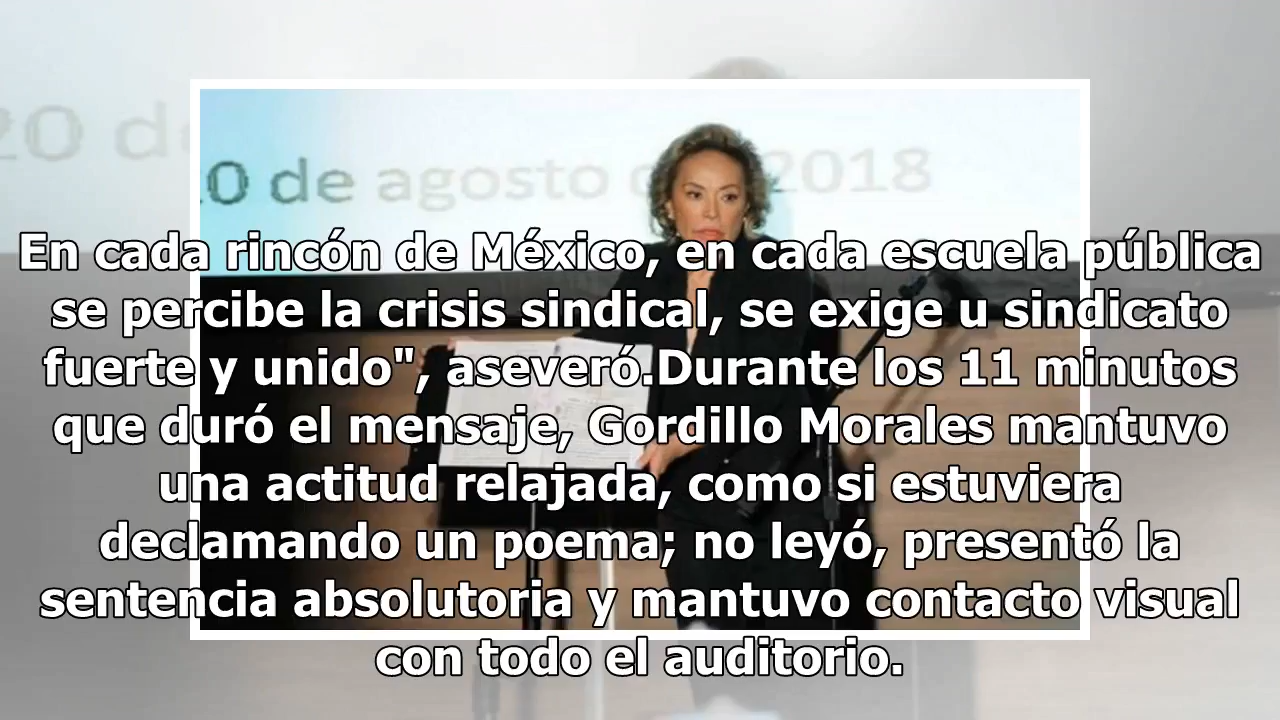 20 de
10 de agosto 2018
En cada rincón de México, en cada escuela pública
se percibe la crisis sindical, se exige u sindicato
fuerte y unido", aseveró.Durante los 11 minutos
que duró el mensaje, Gordillo Morales mantuvo
una actitud relajada, como si estuviera
declamando un poema; no leyó, presentó la
sentencia absolutoria y mantuvo contacto visual
con todo el auditorio.